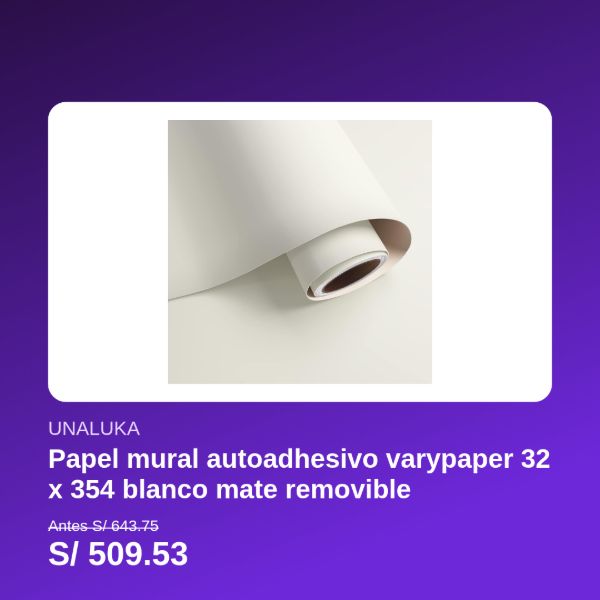 UNALUKA
Papel mural autoadhesivo varypaper 32
x 354 blanco mate removible
Antes S/ 643.75
S/ 509.53